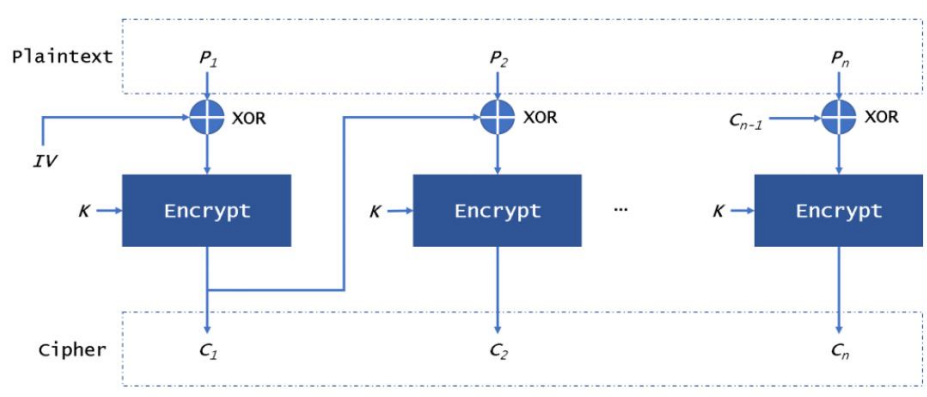 Plaintext P₁ P₂ Pₙ
XOR XOR Cₙ₋₁ XOR
IV
K Encrypt K Encrypt ... K Encrypt
Cipher C₁ C₂ Cₙ